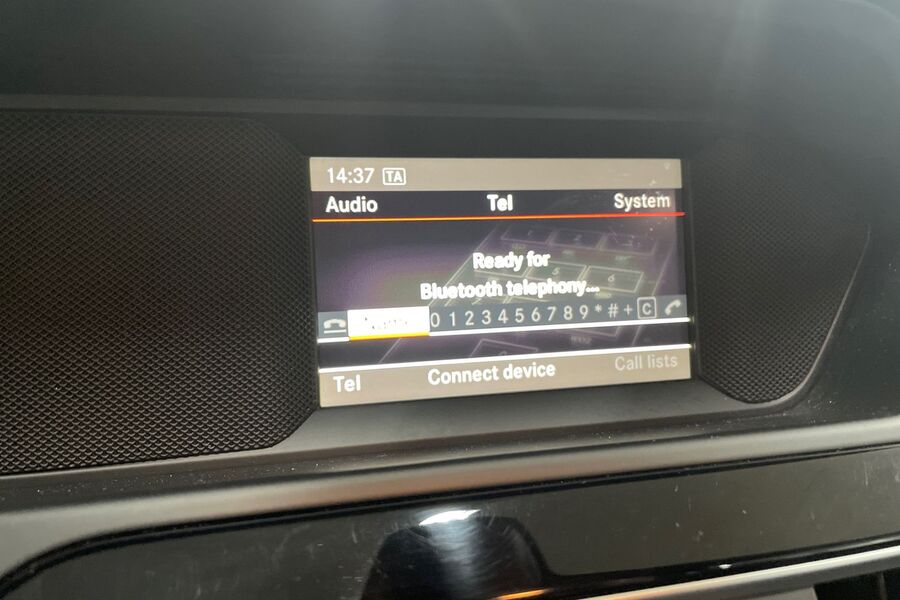 14:37 TA
Audio Tel System
Ready for
Bluetooth telephony...
0 1 2 3 4 5 6 7 8 9 * # + C
Tel Connect device Call lists